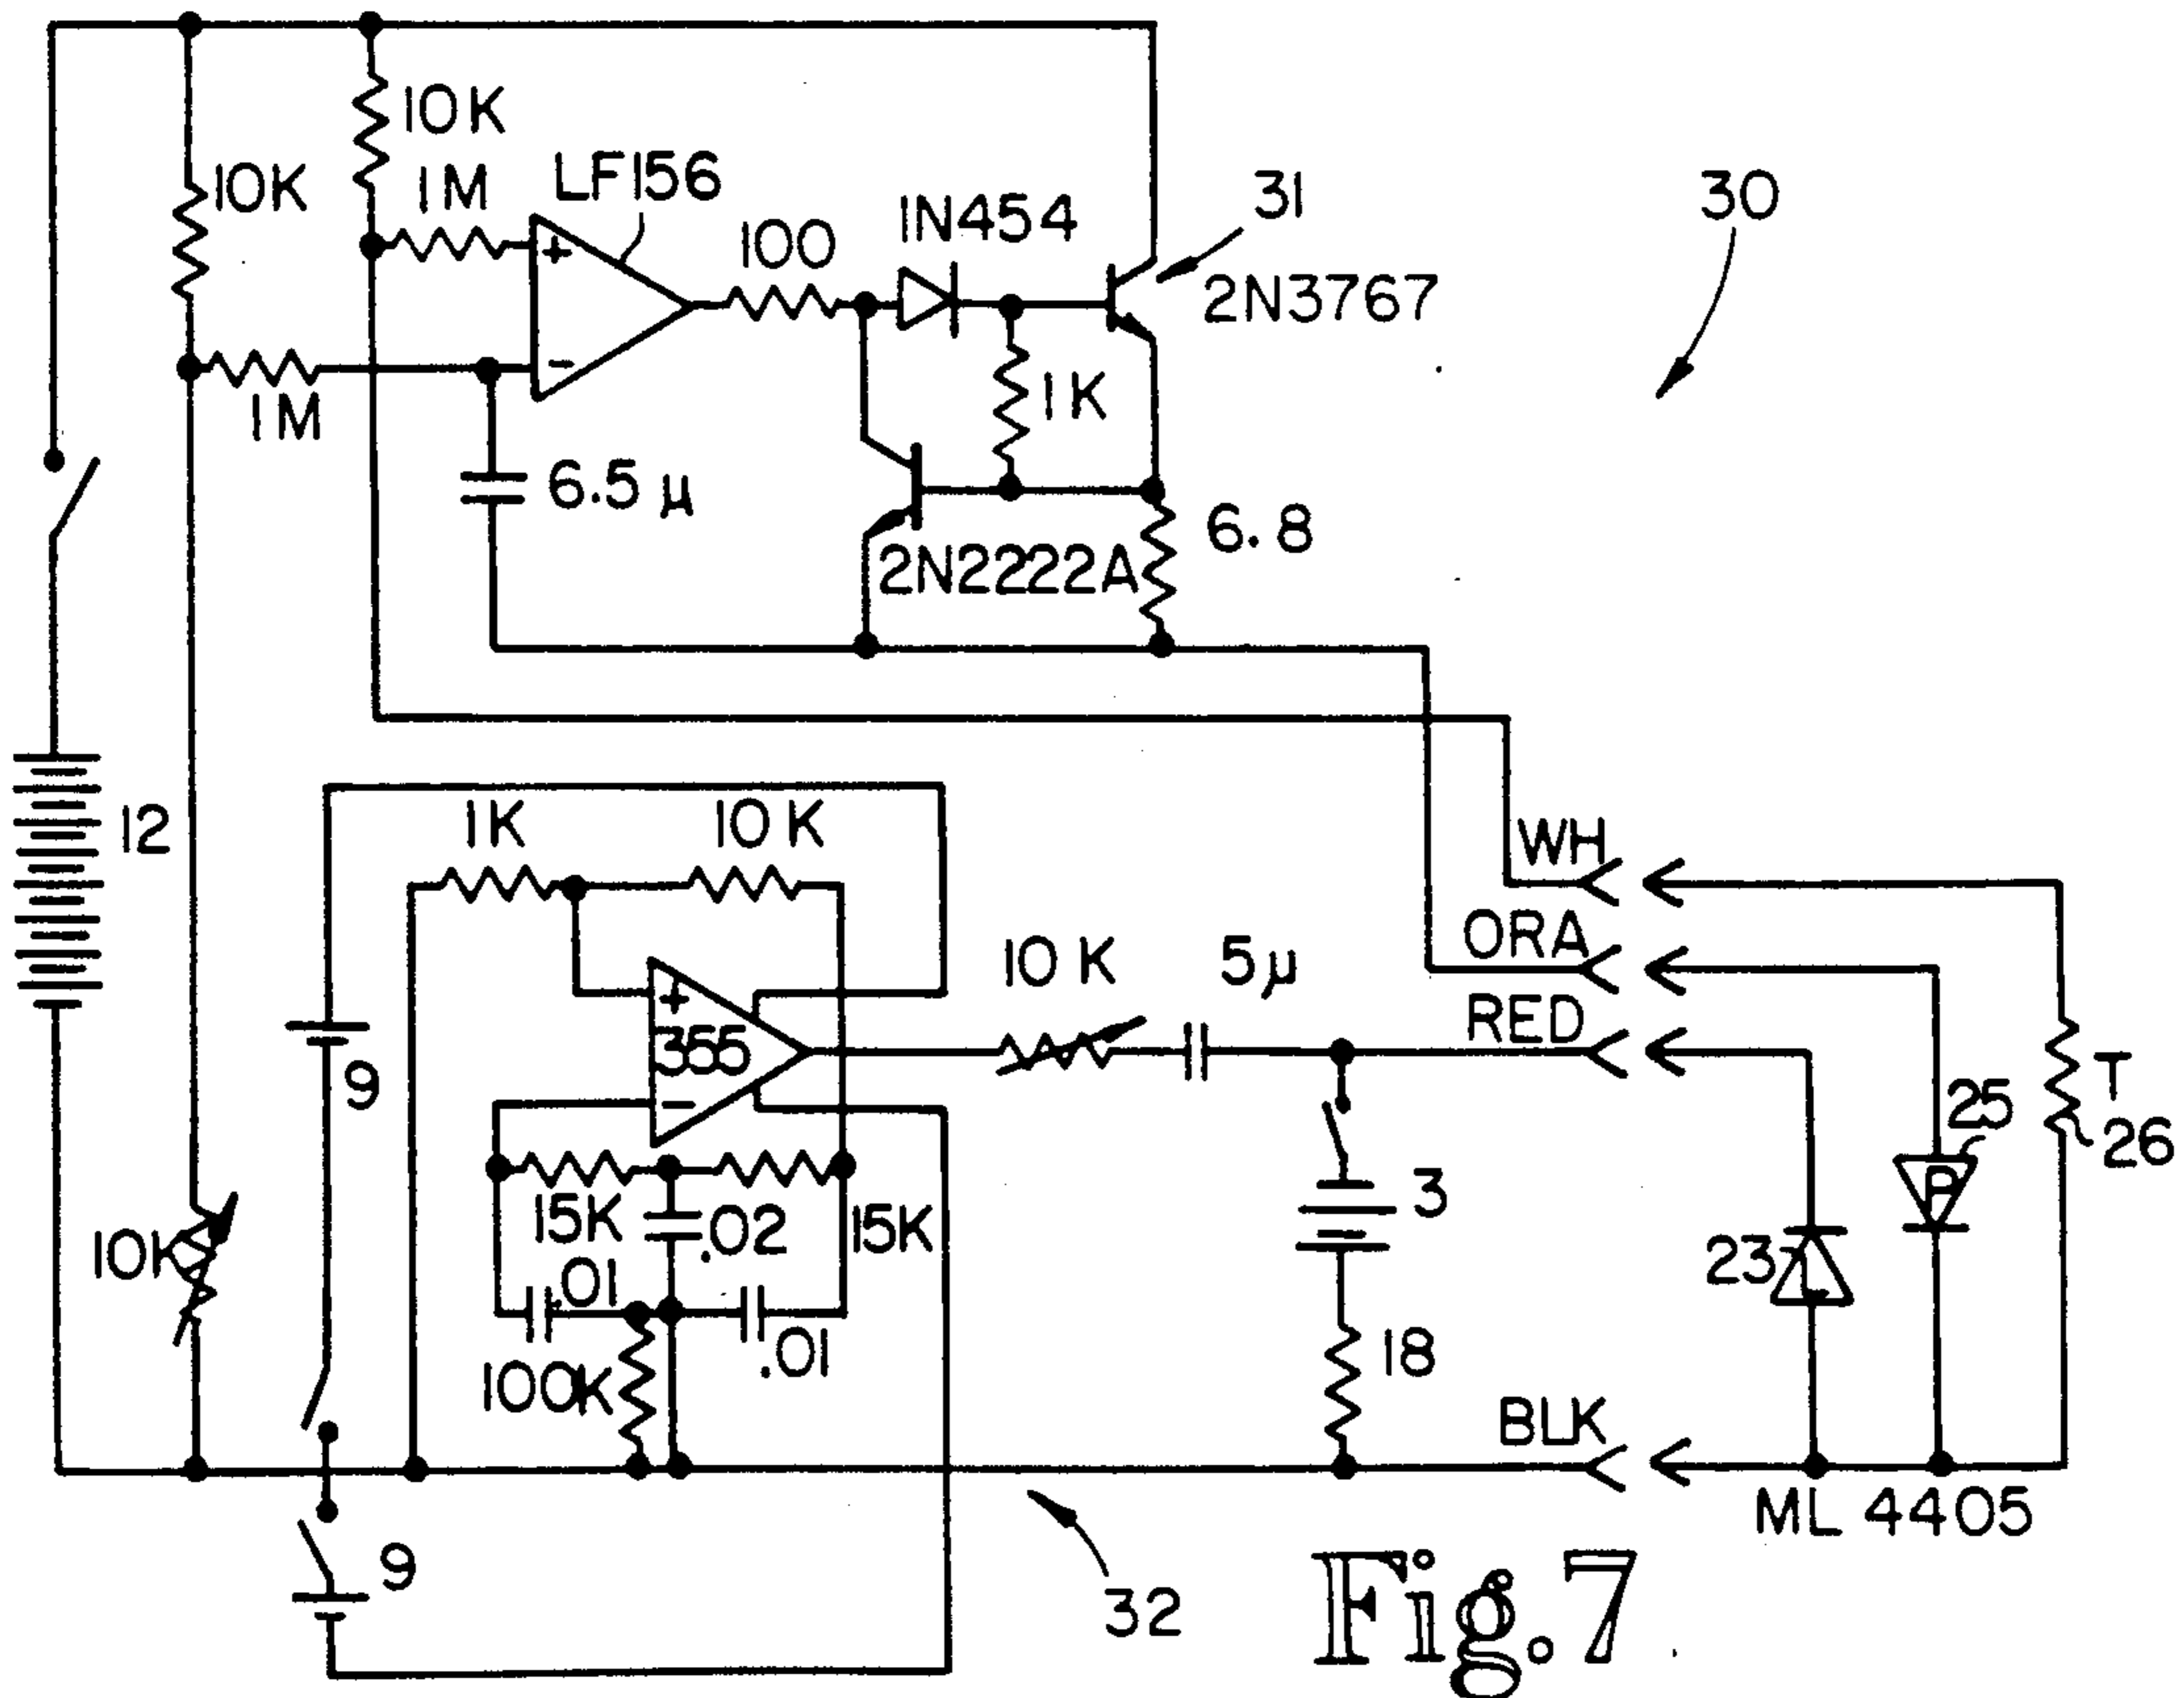 10K
10K
1M
LF156
+
100
1N454
31
2N3767
30
-
1M
1K
6.5 μ
2N2222A
6.8
12
1K
10K
WH
ORA
RED
+
355
-
10K
5μ
9
15K
.02
15K
.01
.01
100K
10K
3
18
T
26
25
P
23
L
BLK
ML 4405
9
32
Fig. 7